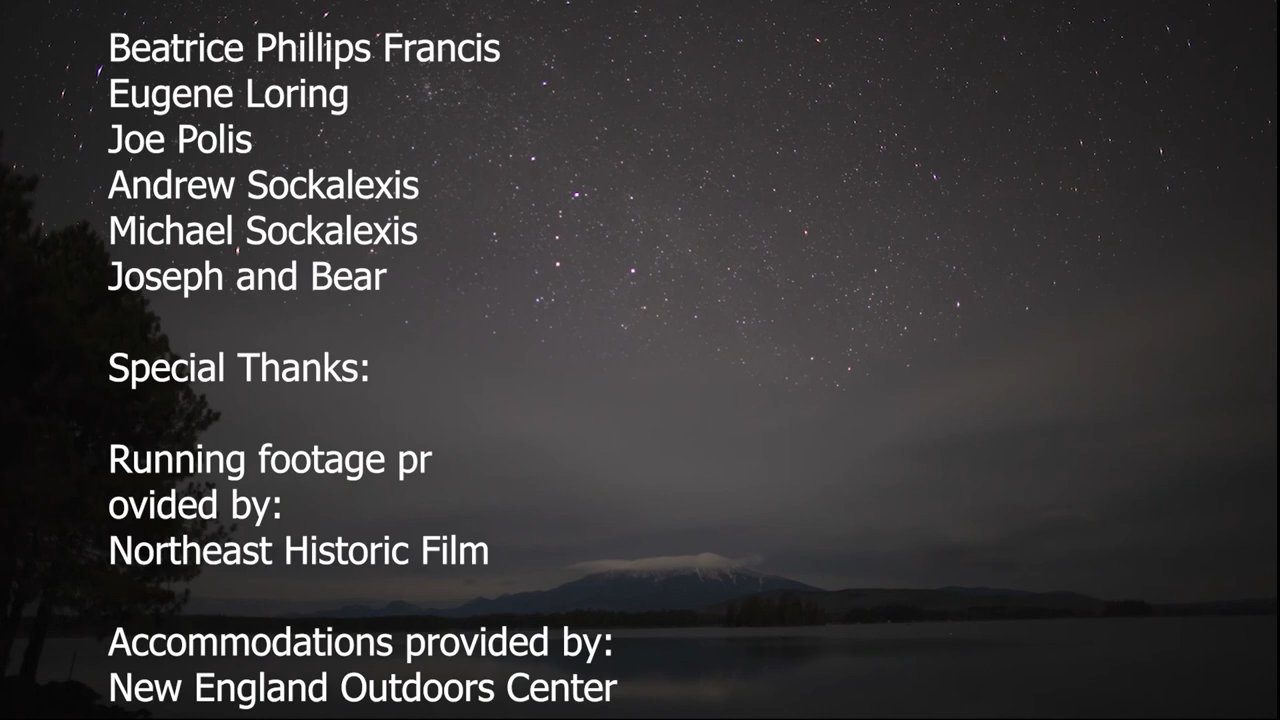 Beatrice Phillips Francis
Eugene Loring
Joe Polis
Andrew Sockalexis
Michael Sockalexis
Joseph and Bear
Special Thanks:
Running footage pr
ovided by:
Northeast Historic Film
Accommodations provided by:
New England Outdoors Center